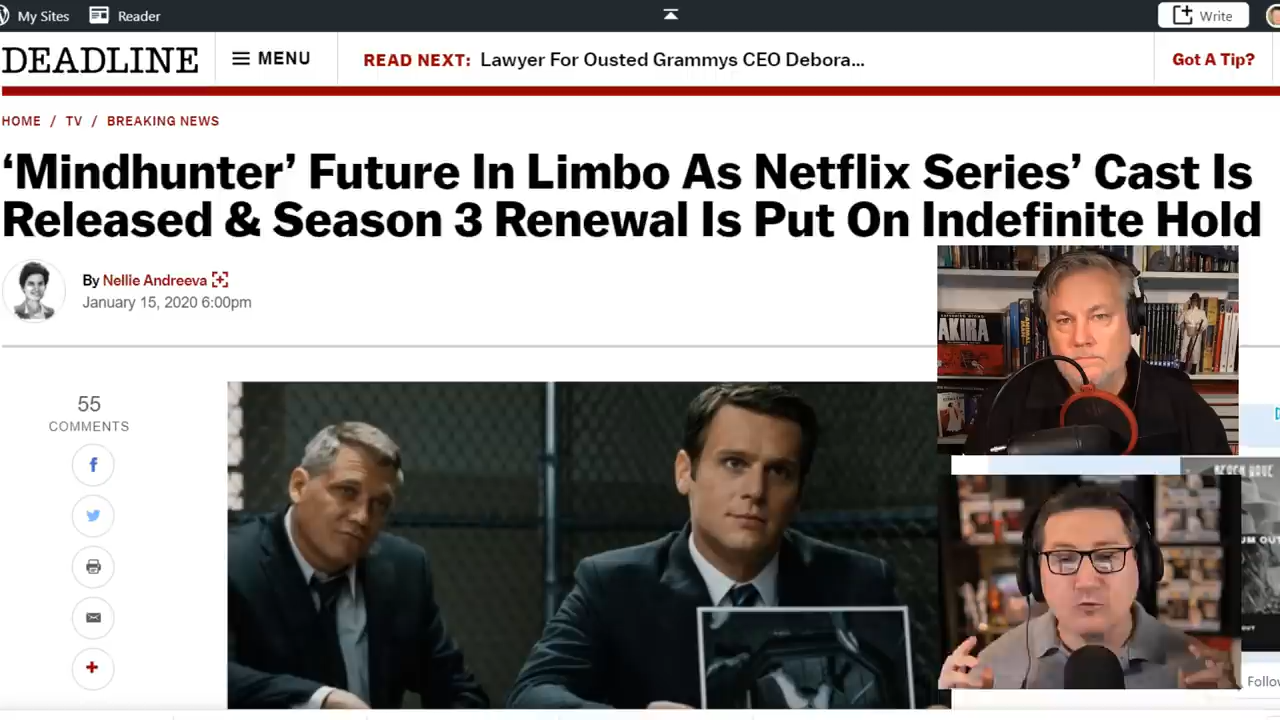 My Sites
Reader
Write
DEADLINE
MENU
READ NEXT: Lawyer For Ousted Grammys CEO Debora...
Got A Tip?
HOME / TV / BREAKING NEWS
‘Mindhunter’ Future In Limbo As Netflix Series’ Cast Is
Released & Season 3 Renewal Is Put On Indefinite Hold
By Nellie Andreeva
January 15, 2020 6:00pm
55
COMMENTS
AKIRA
Follo